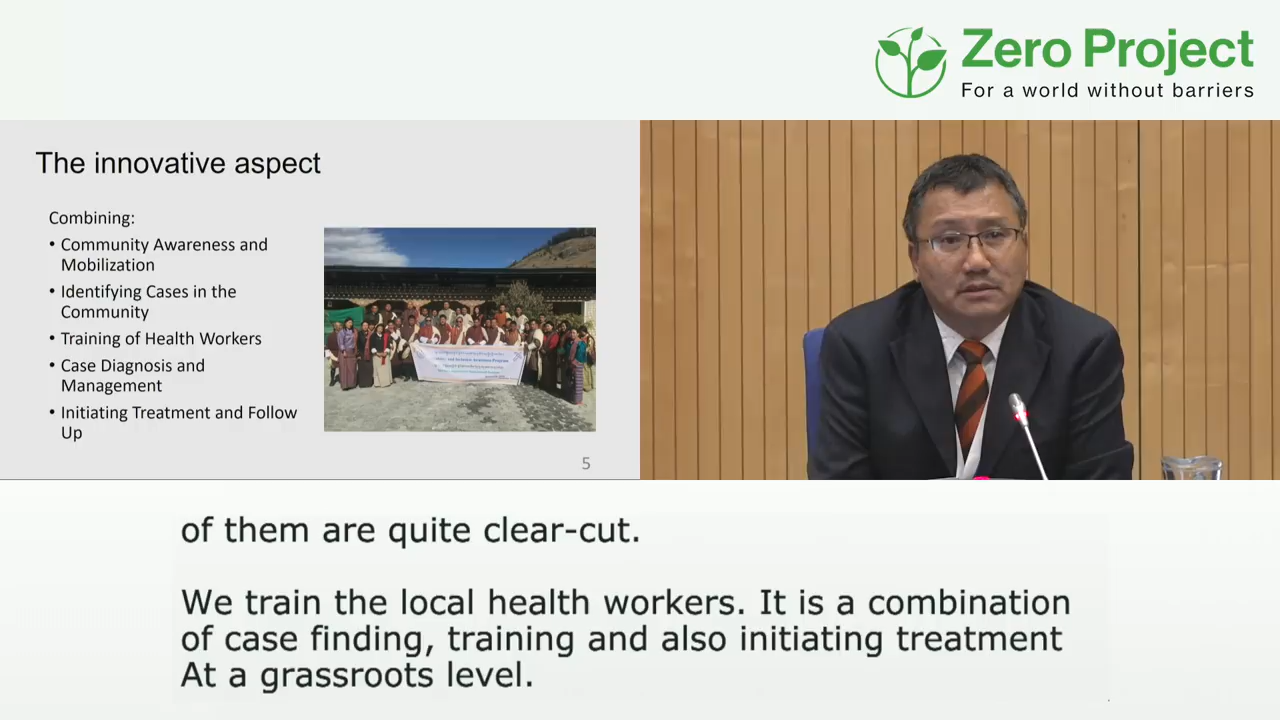 Zero Project
For a world without barriers
The innovative aspect
Combining:
• Community Awareness and
Mobilization
• Identifying Cases in the
Community
• Training of Health Workers
• Case Diagnosis and
Management
• Initiating Treatment and Follow
Up
5
of them are quite clear-cut.
We train the local health workers. It is a combination
of case finding, training and also initiating treatment
At a grassroots level.